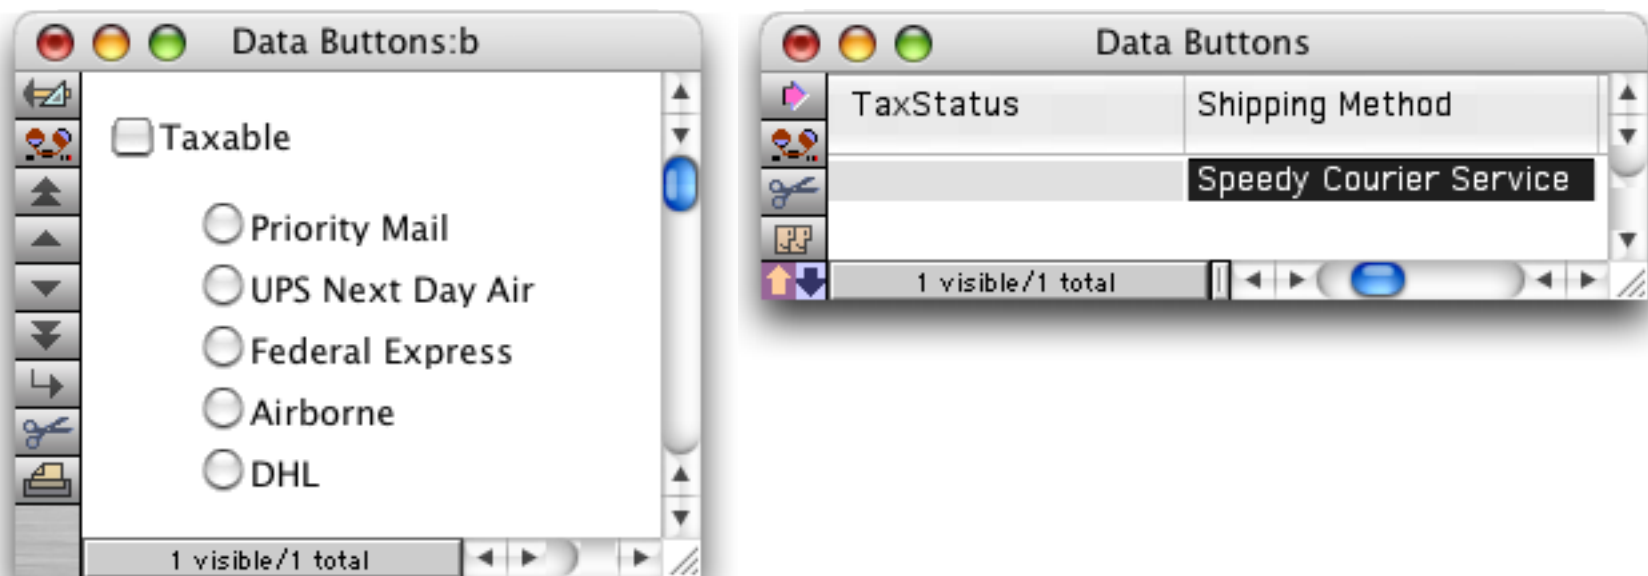 Data Buttons:b
Taxable
Priority Mail
UPS Next Day Air
Federal Express
Airborne
DHL
1 visible/1 total
Data Buttons
TaxStatus Shipping Method
Speedy Courier Service
1 visible/1 total